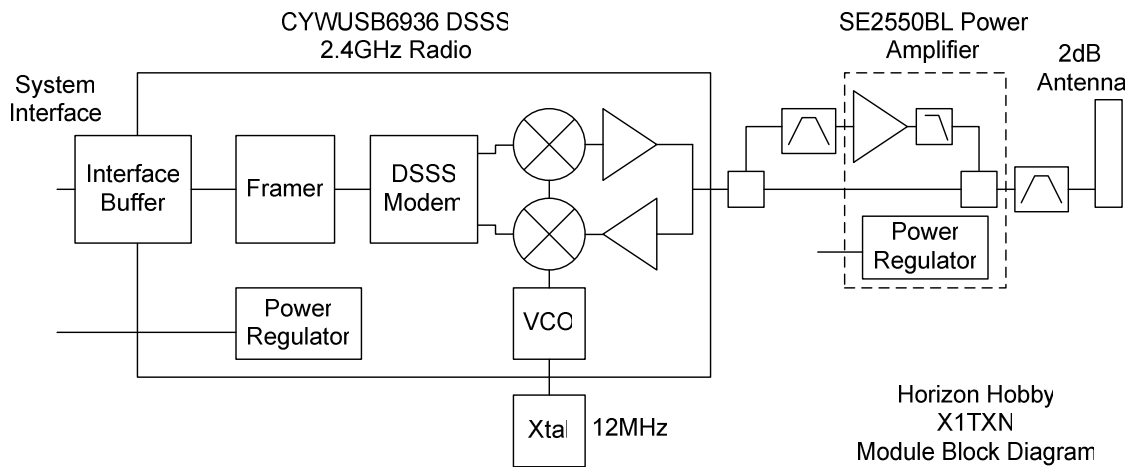 CYWUSB6936 DSSS
2.4GHz Radio
SE2550BL Power
Amplifier
2dB
Antenna
System
Interface
Interface
Buffer
Framer
DSSS
Modem
Power
Regulator
Power
Regulator
VCO
Xtal
12MHz
Horizon Hobby
X1TXN
Module Block Diagram